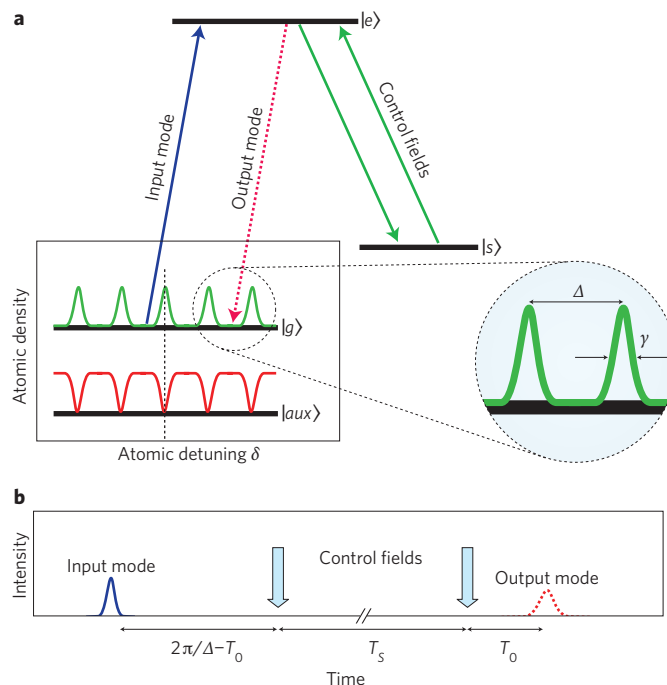 a
|e⟩
Input mode
Output mode
Control fields
|s⟩
Atomic density
|g⟩
|aux⟩
Atomic detuning δ
Δ
γ
b
Intensity
Input mode
Control fields
Output mode
2π/Δ–T₀
Tₛ
T₀
Time